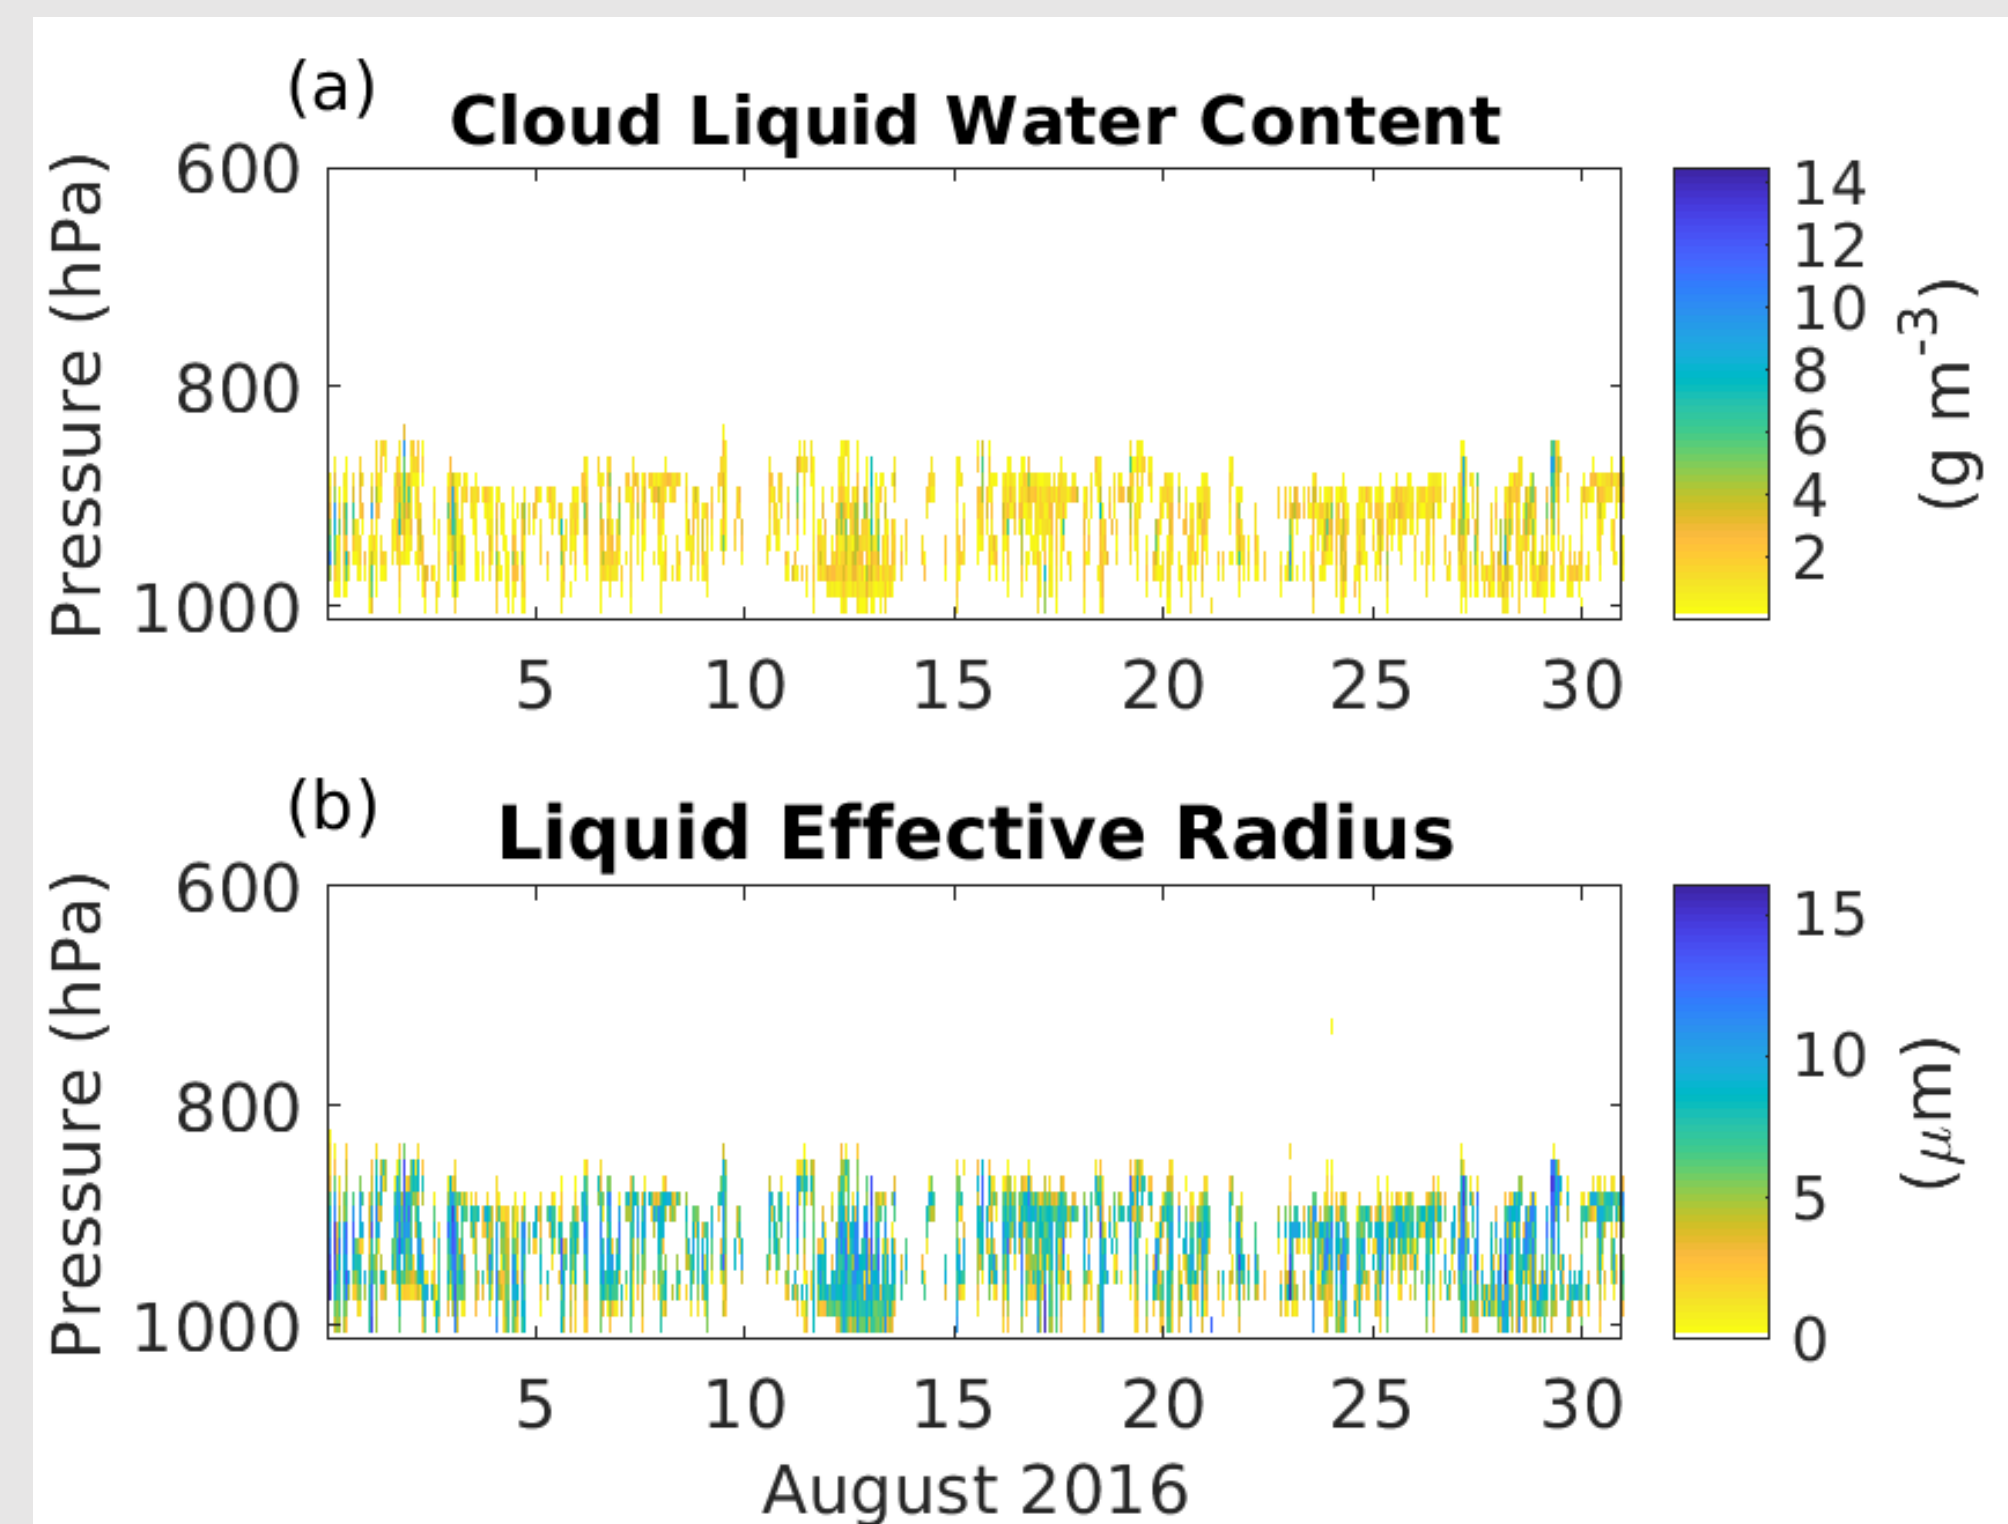 (a)
Cloud Liquid Water Content
Pressure (hPa)
600
800
1000
5 10 15 20 25 30
14
12
10
8
6
4
2
(g m⁻³)
(b)
Liquid Effective Radius
Pressure (hPa)
600
800
1000
5 10 15 20 25 30
August 2016
15
10
5
0
(μm)